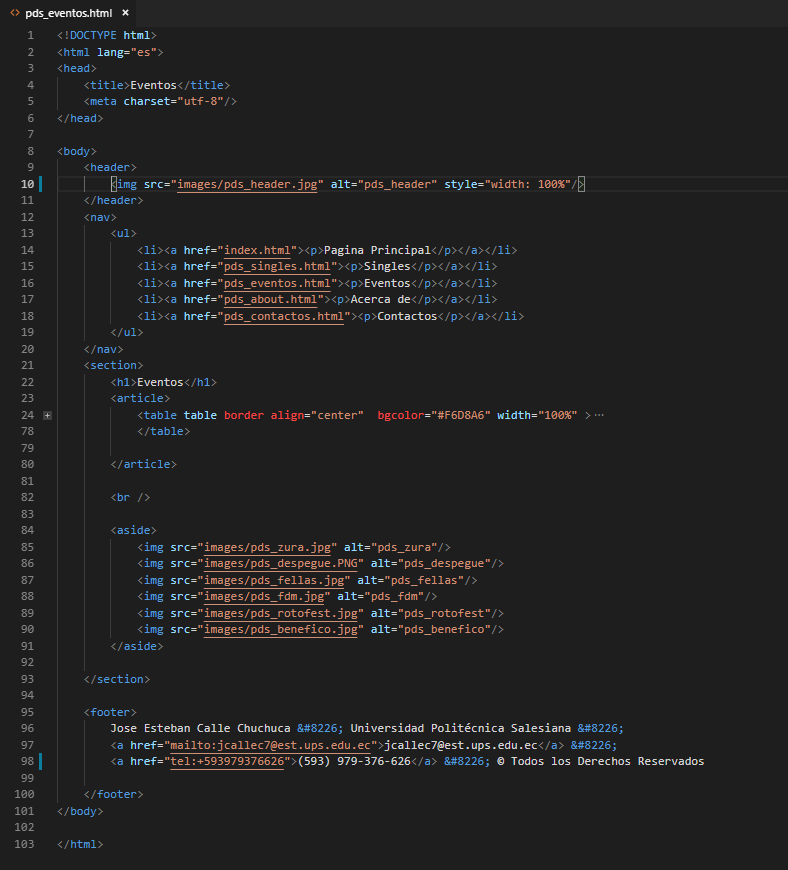 pds_eventos.html ×
1 <!DOCTYPE html>
2 <html lang="es">
3 <head>
4 <title>Eventos</title>
5 <meta charset="utf-8"/>
6 </head>
7
8 <body>
9 <header>
10 <img src="images/pds_header.jpg" alt="pds_header" style="width: 100%"/>
11 </header>
12 <nav>
13 <ul>
14 <li><a href="index.html"><p>Pagina Principal</p></a></li>
15 <li><a href="pds_singles.html"><p>Singles</p></a></li>
16 <li><a href="pds_eventos.html"><p>Eventos</p></a></li>
17 <li><a href="pds_about.html"><p>Acerca de</p></a></li>
18 <li><a href="pds_contactos.html"><p>Contactos</p></a></li>
19 </ul>
20 </nav>
21 <section>
22 <h1>Eventos</h1>
23 <article>
24 <table table border align="center"  bgcolor="#F6D8A6" width="100%" >…
78 </table>
79
80 </article>
81
82 <br />
83
84 <aside>
85 <img src="images/pds_zura.jpg" alt="pds_zura"/>
86 <img src="images/pds_despegue.PNG" alt="pds_despegue"/>
87 <img src="images/pds_fellas.jpg" alt="pds_fellas"/>
88 <img src="images/pds_fdm.jpg" alt="pds_fdm"/>
89 <img src="images/pds_rotofest.jpg" alt="pds_rotofest"/>
90 <img src="images/pds_benefico.jpg" alt="pds_benefico"/>
91 </aside>
92
93 </section>
94
95 <footer>
96 Jose Esteban Calle Chuchuca &#8226; Universidad Politécnica Salesiana &#8226;
97 <a href="mailto:jcallec7@est.ups.edu.ec">jcallec7@est.ups.edu.ec</a> &#8226;
98 <a href="tel:+593979376626">(593) 979-376-626</a> &#8226; © Todos los Derechos Reservados
99
100 </footer>
101 </body>
102
103 </html>